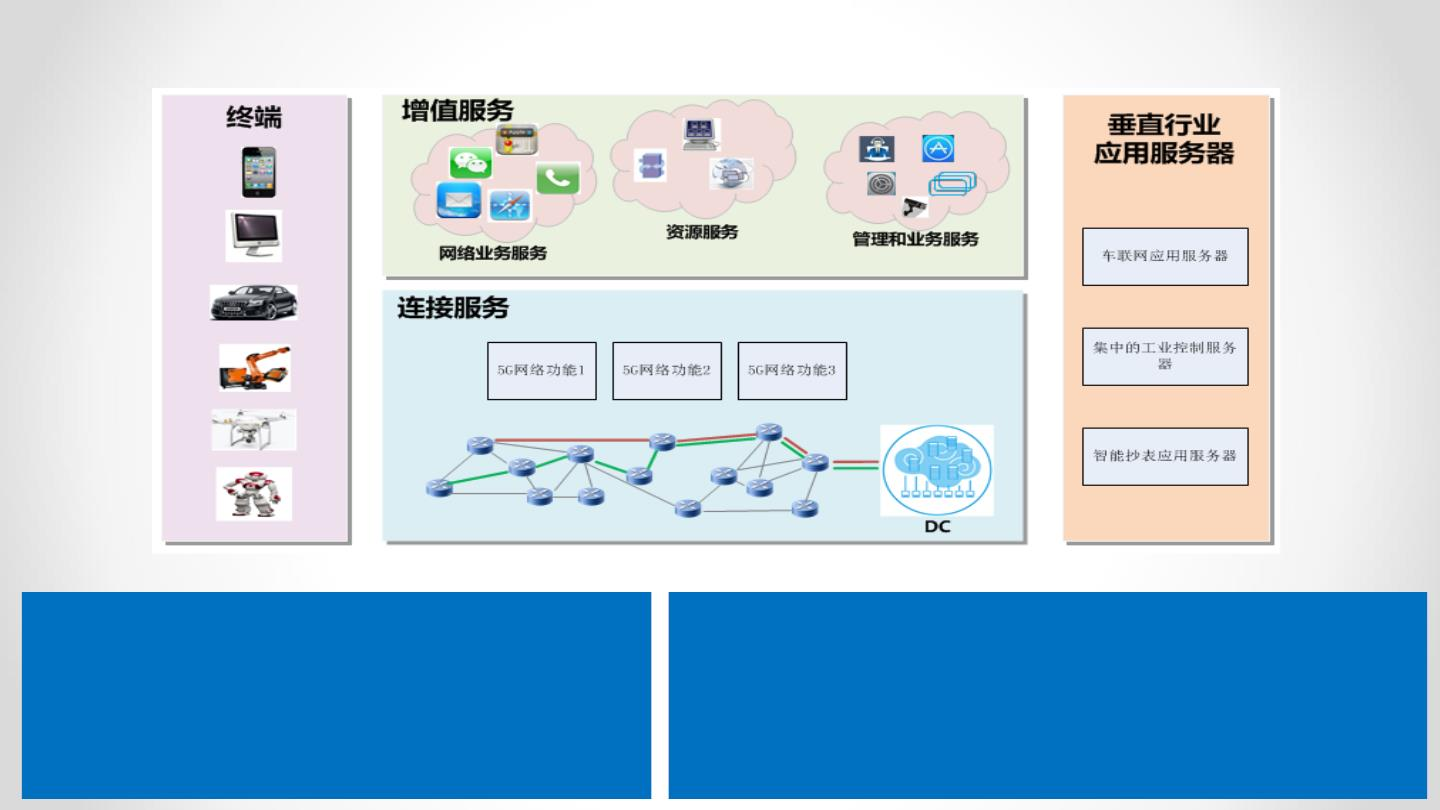 终端
增值服务
网络业务服务
资源服务
管理和业务服务
连接服务
5G网络功能1
5G网络功能2
5G网络功能3
DC
垂直行业
应用服务器
车联网应用服务器
集中的工业控制服务
器
智能抄表应用服务器